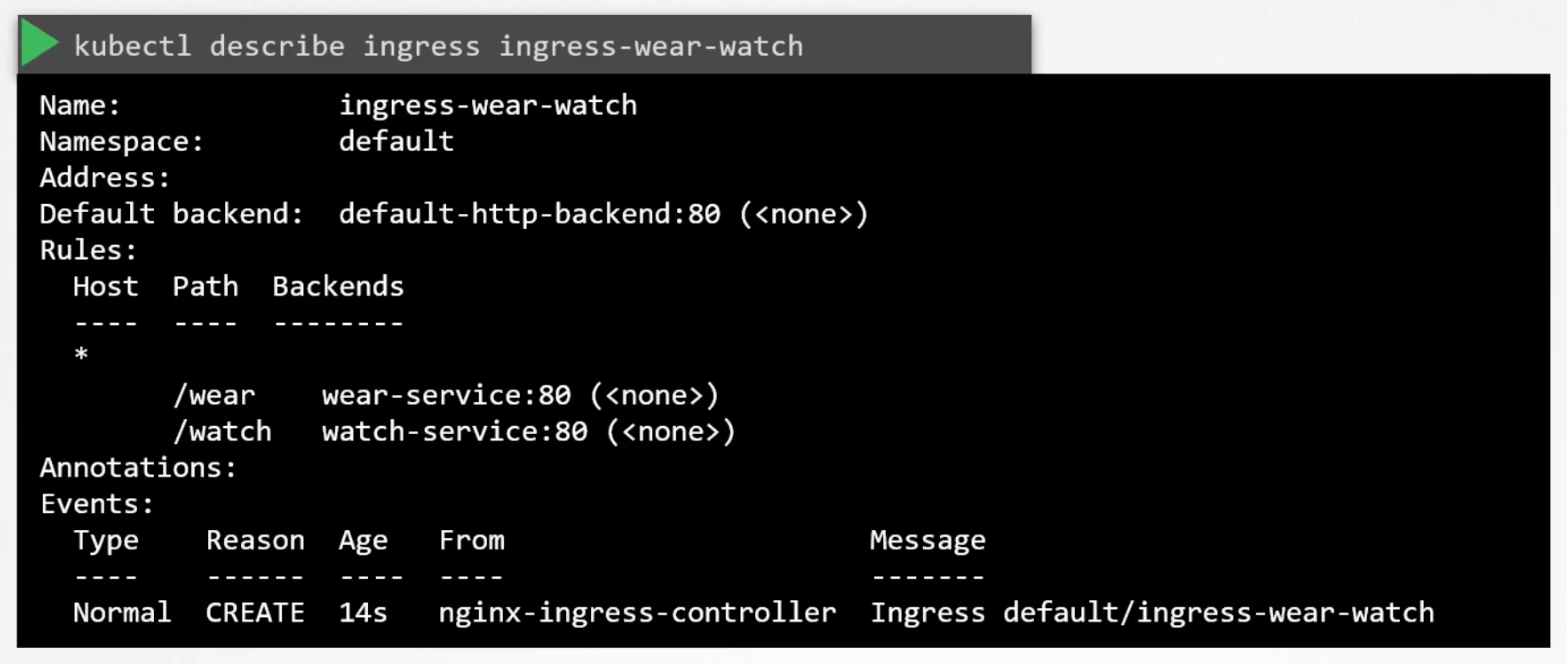 kubectl describe ingress ingress-wear-watch
Name:             ingress-wear-watch
Namespace:        default
Address:
Default backend:  default-http-backend:80 (<none>)
Rules:
  Host  Path  Backends
  ----  ----  --------
  *
        /wear    wear-service:80 (<none>)
        /watch   watch-service:80 (<none>)
Annotations:
Events:
  Type    Reason  Age   From                      Message
  ----    ------  ----  ----                      -------
  Normal  CREATE  14s   nginx-ingress-controller  Ingress default/ingress-wear-watch